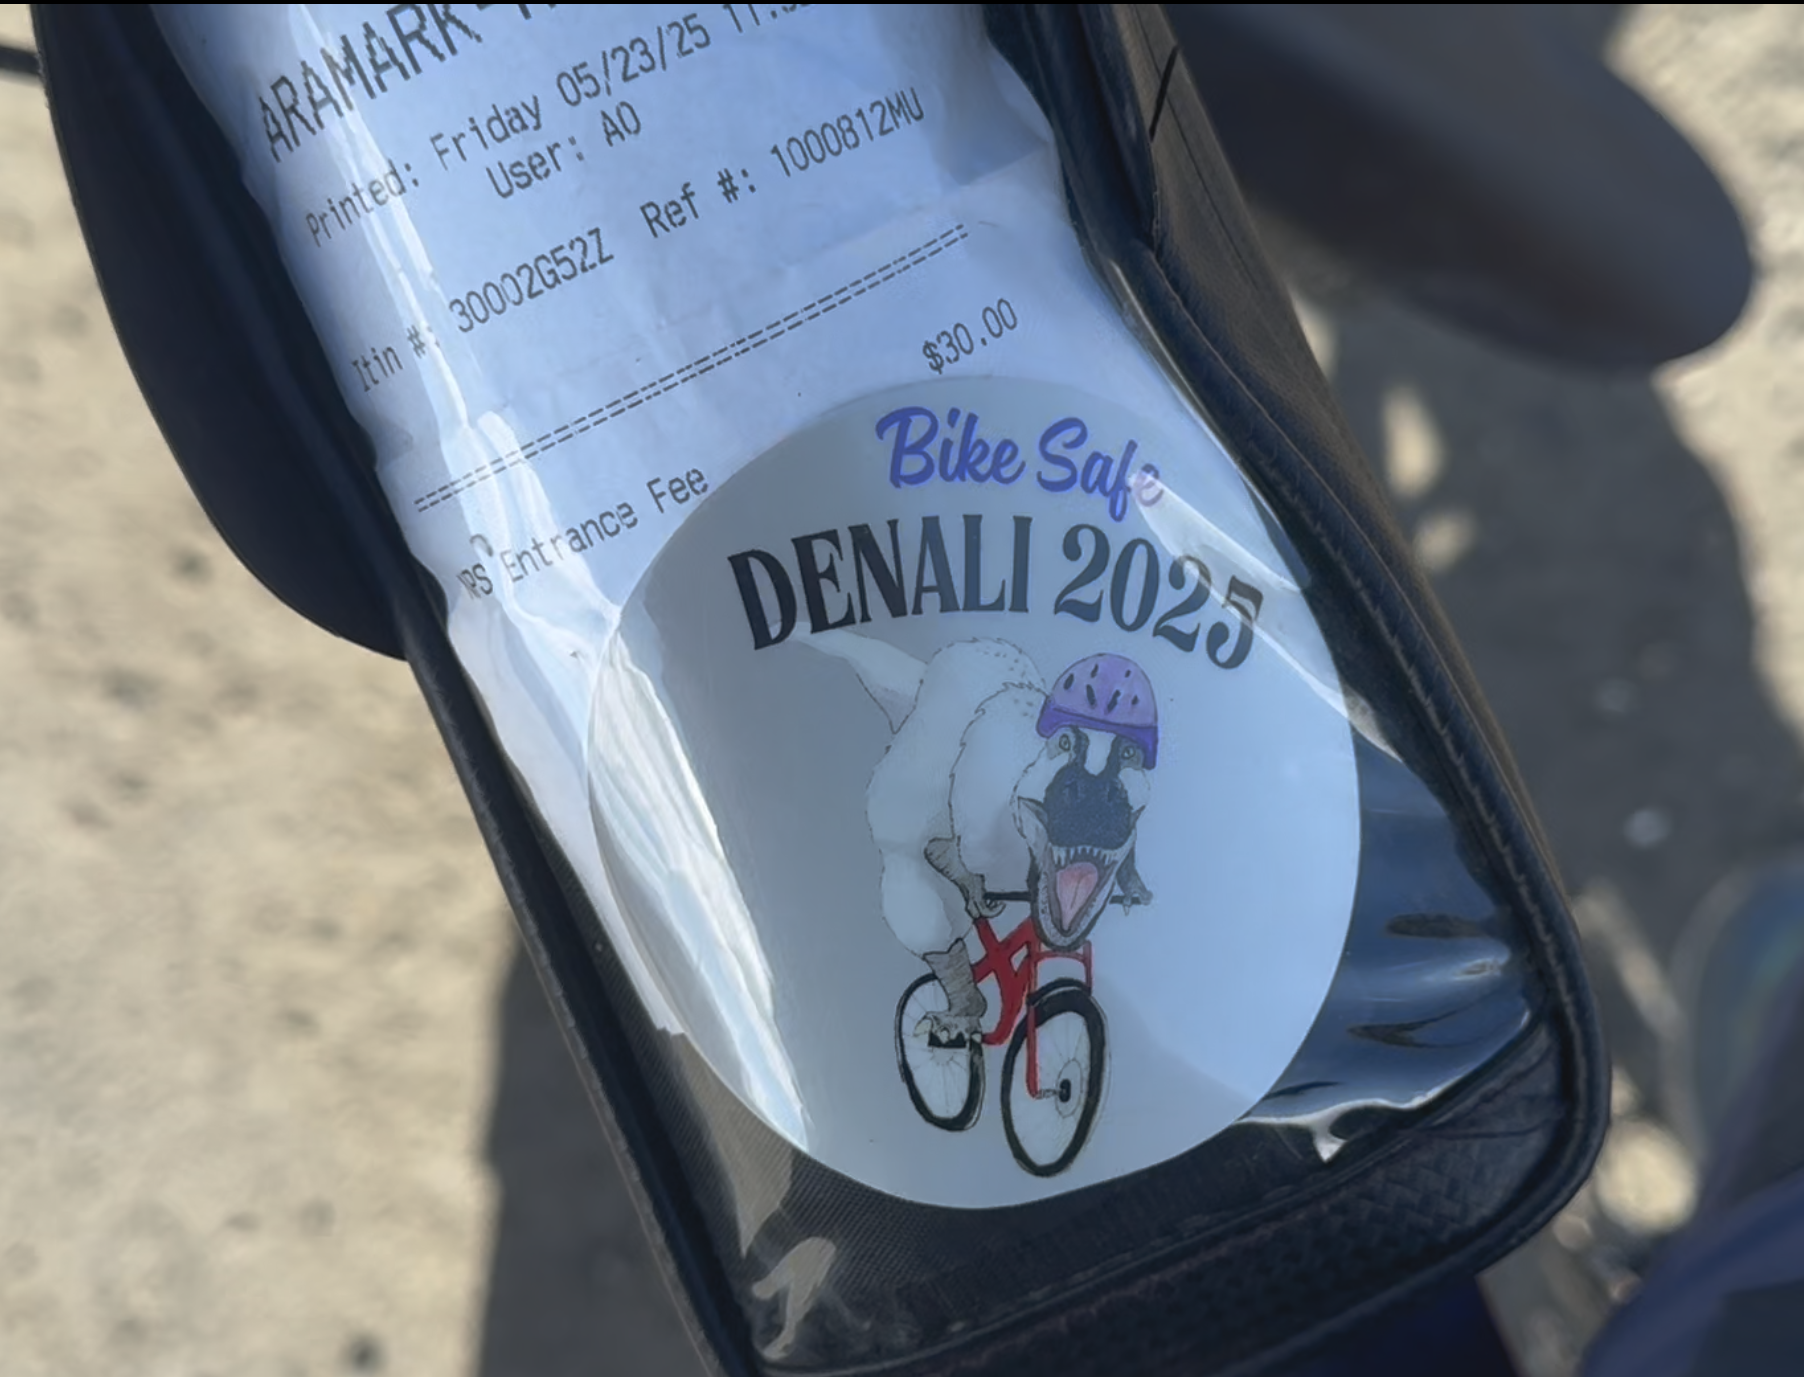 ARAMARK
Printed: Friday 05/23/25
User: AO
Itin #: 30002G52Z Ref #: 1000812MU
================================
$30.00
NPS Entrance Fee
Bike Safe
DENALI 2025